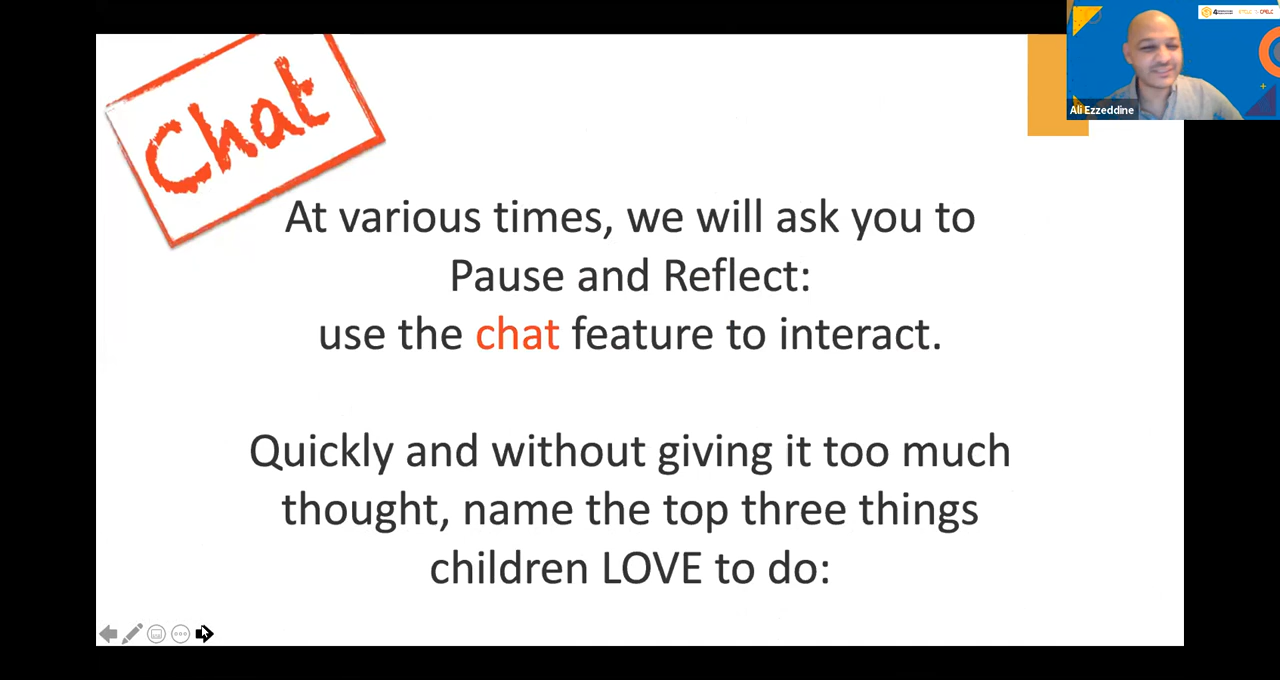 Chat
At various times, we will ask you to
Pause and Reflect:
use the chat feature to interact.
Quickly and without giving it too much
thought, name the top three things
children LOVE to do:
Ali Ezzeddine